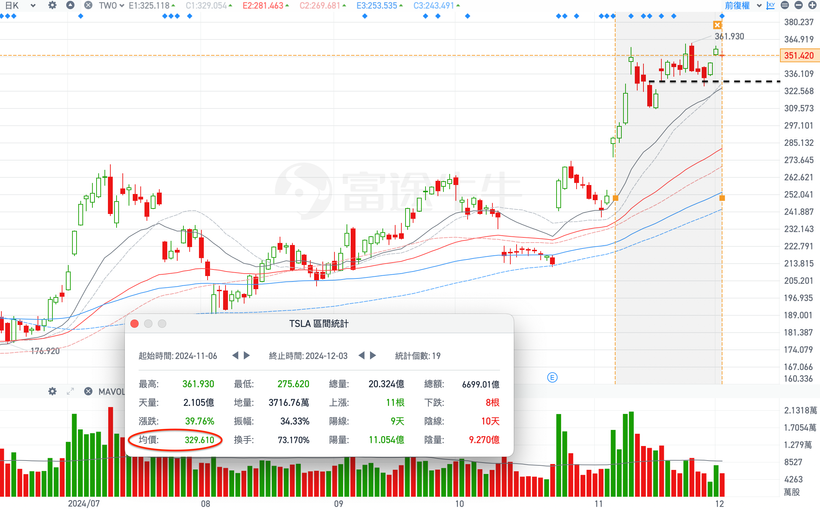 日K TWO E1:325.118 C1:329.054 E2:281.463 C2:269.681 E3:253.535 C3:243.491 前復權
380.237
361.930
364.919
351.420
336.109
322.568
309.573
297.101
285.132
273.645
富途牛牛
262.621
252.041
241.887
232.143
222.791
213.815
205.201
196.935
189.001
TSLA 區間統計
181.387
176.920
174.079
起始時間:2024-11-06 終止時間:2024-12-03 統計個數:19
167.066
E
160.336
最高: 361.930 最低: 275.620 總量: 20.324億 總額: 6699.01億
MAVOL
天量: 2.105億 地量: 3716.76萬 上漲: 11根 下跌: 8根
2.1318萬
漲跌: 39.76% 振幅: 34.33% 陽線: 9天 陰線: 10天
1.7054萬
均價: 329.610 換手: 73.170% 陽量: 11.054億 陰量: 9.270億
1.279萬
8527
4263
萬股
2024/07 08 09 10 11 12